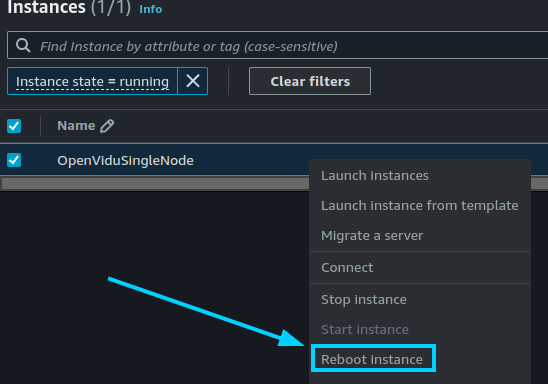 Instances (1/1) Info
Find Instance by attribute or tag (case-sensitive)
Instance state = running
Clear filters
Name
OpenViduSingleNode
Launch instances
Launch instance from template
Migrate a server
Connect
Stop instance
Start instance
Reboot instance